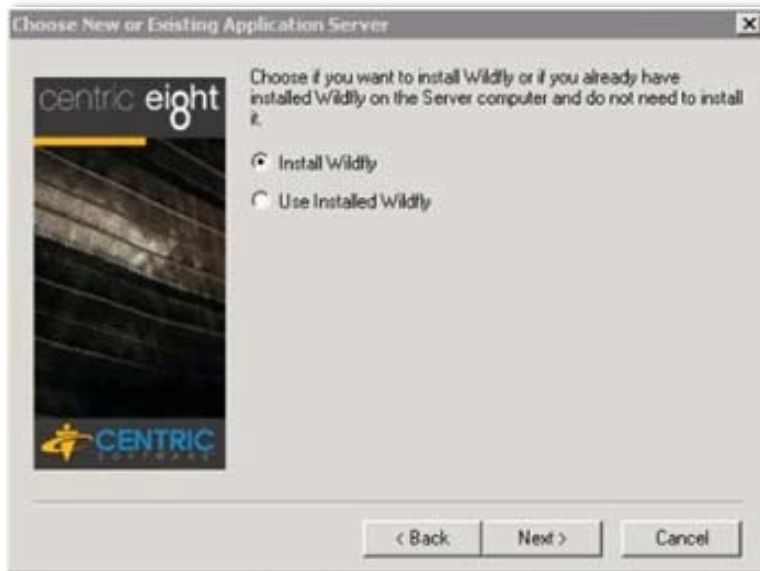 Choose New or Existing Application Server
centric eight
Choose if you want to install Wildfly or if you already have
installed Wildfly on the Server computer and do not need to install
it.
Install Wildfly
Use Installed Wildfly
CENTRIC
SOFTWARE
< Back
Next >
Cancel